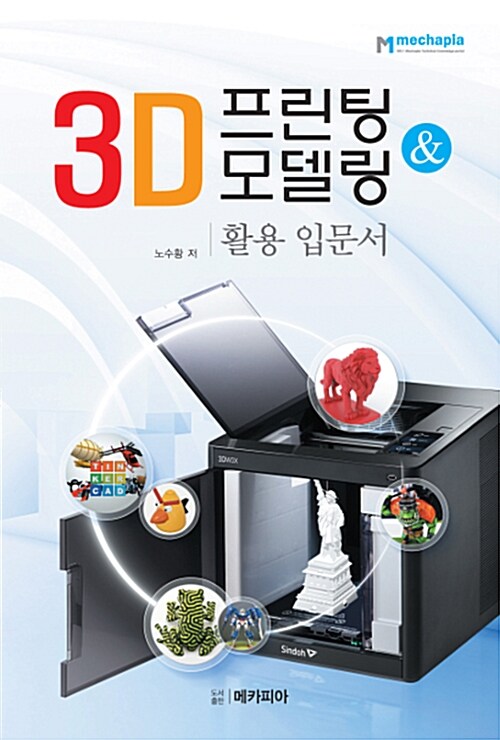 mechapia
3D 프린팅 &
모델링
노수황 저
활용 입문서
3DWOX
TIN
KER
CAD
Sindoh
도서
출판
메카피아